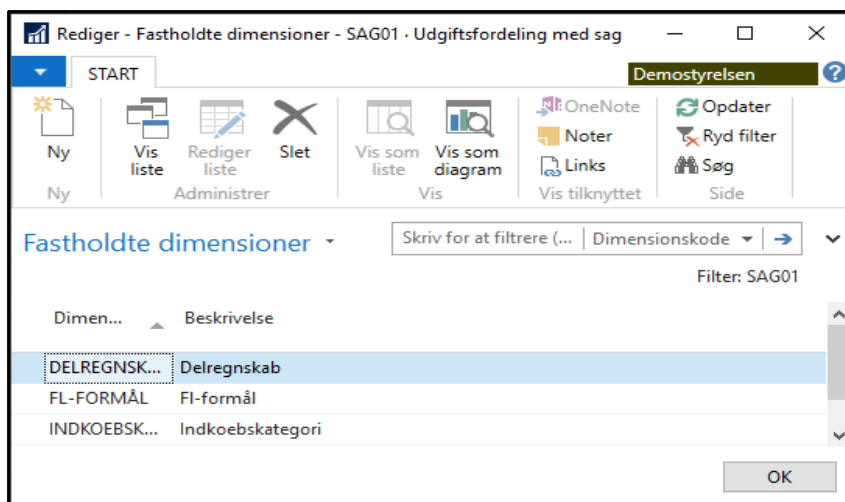 Rediger - Fastholdte dimensioner - SAG01 · Udgiftsfordeling med sag
START
Demostyrelsen
Ny
Vis liste
Rediger liste
Slet
Vis som liste
Vis som diagram
OneNote
Noter
Links
Opdater
Ryd filter
Søg
Ny
Administrer
Vis
Vis tilknyttet
Side
Fastholdte dimensioner
Skriv for at filtrere (... Dimensionskode
Filter: SAG01
Dimen... Beskrivelse
DELREGNSK... Delregnskab
FL-FORMÅL Fl-formål
INDKOEBSK... Indkoebskategori
OK